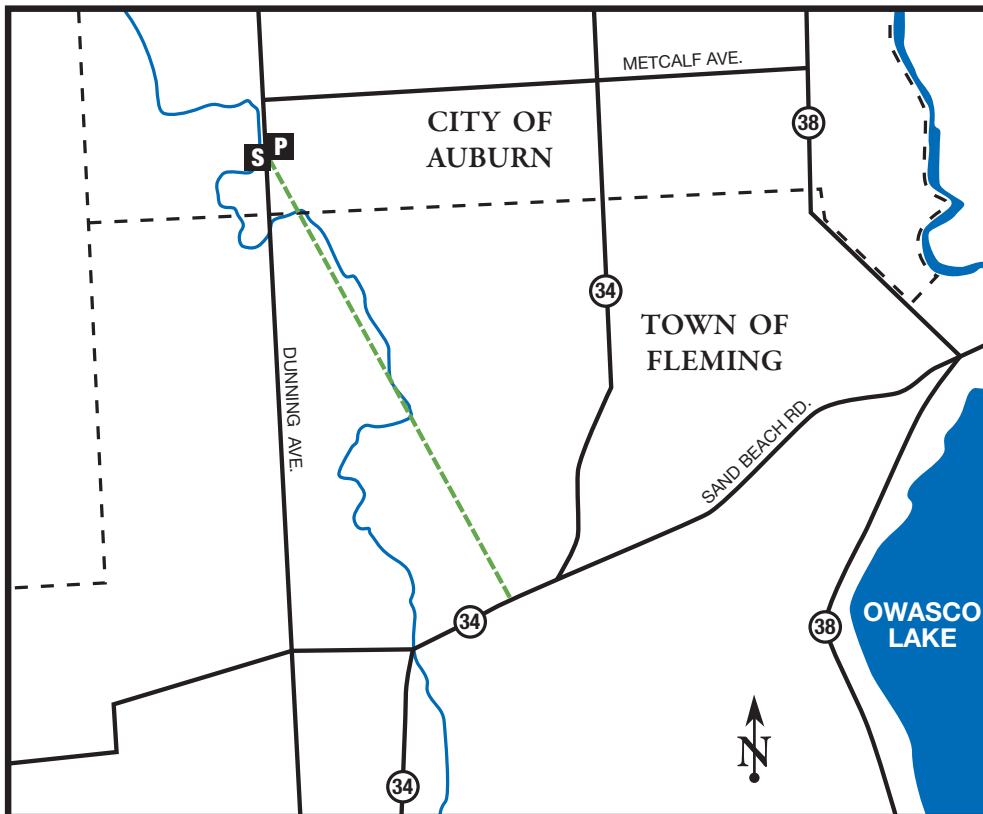 METCALF AVE.
CITY OF
AUBURN
38
P
S
34
TOWN OF
FLEMING
DUNNING AVE.
SAND BEACH RD.
OWASCO
LAKE
34
38
N
34